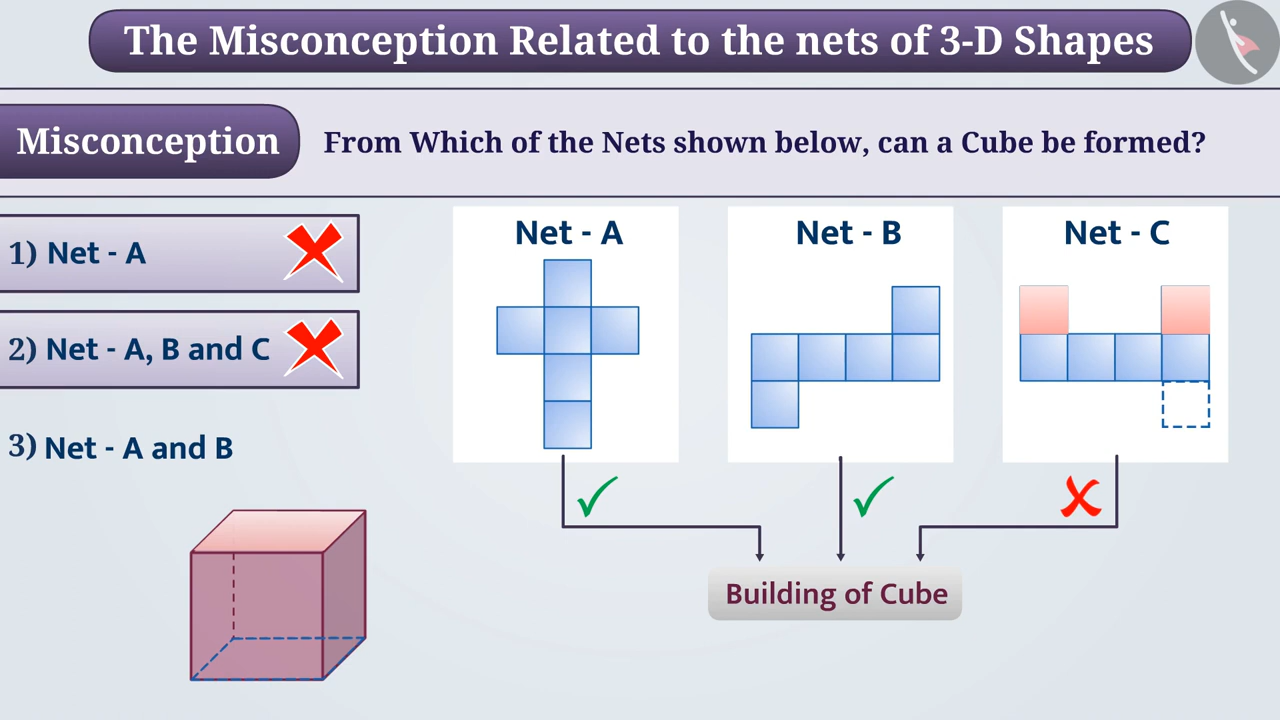 The Misconception Related to the nets of 3-D Shapes
Misconception
From Which of the Nets shown below, can a Cube be formed?
1) Net - A
2) Net - A, B and C
3) Net - A and B
Net - A
Net - B
Net - C
Building of Cube